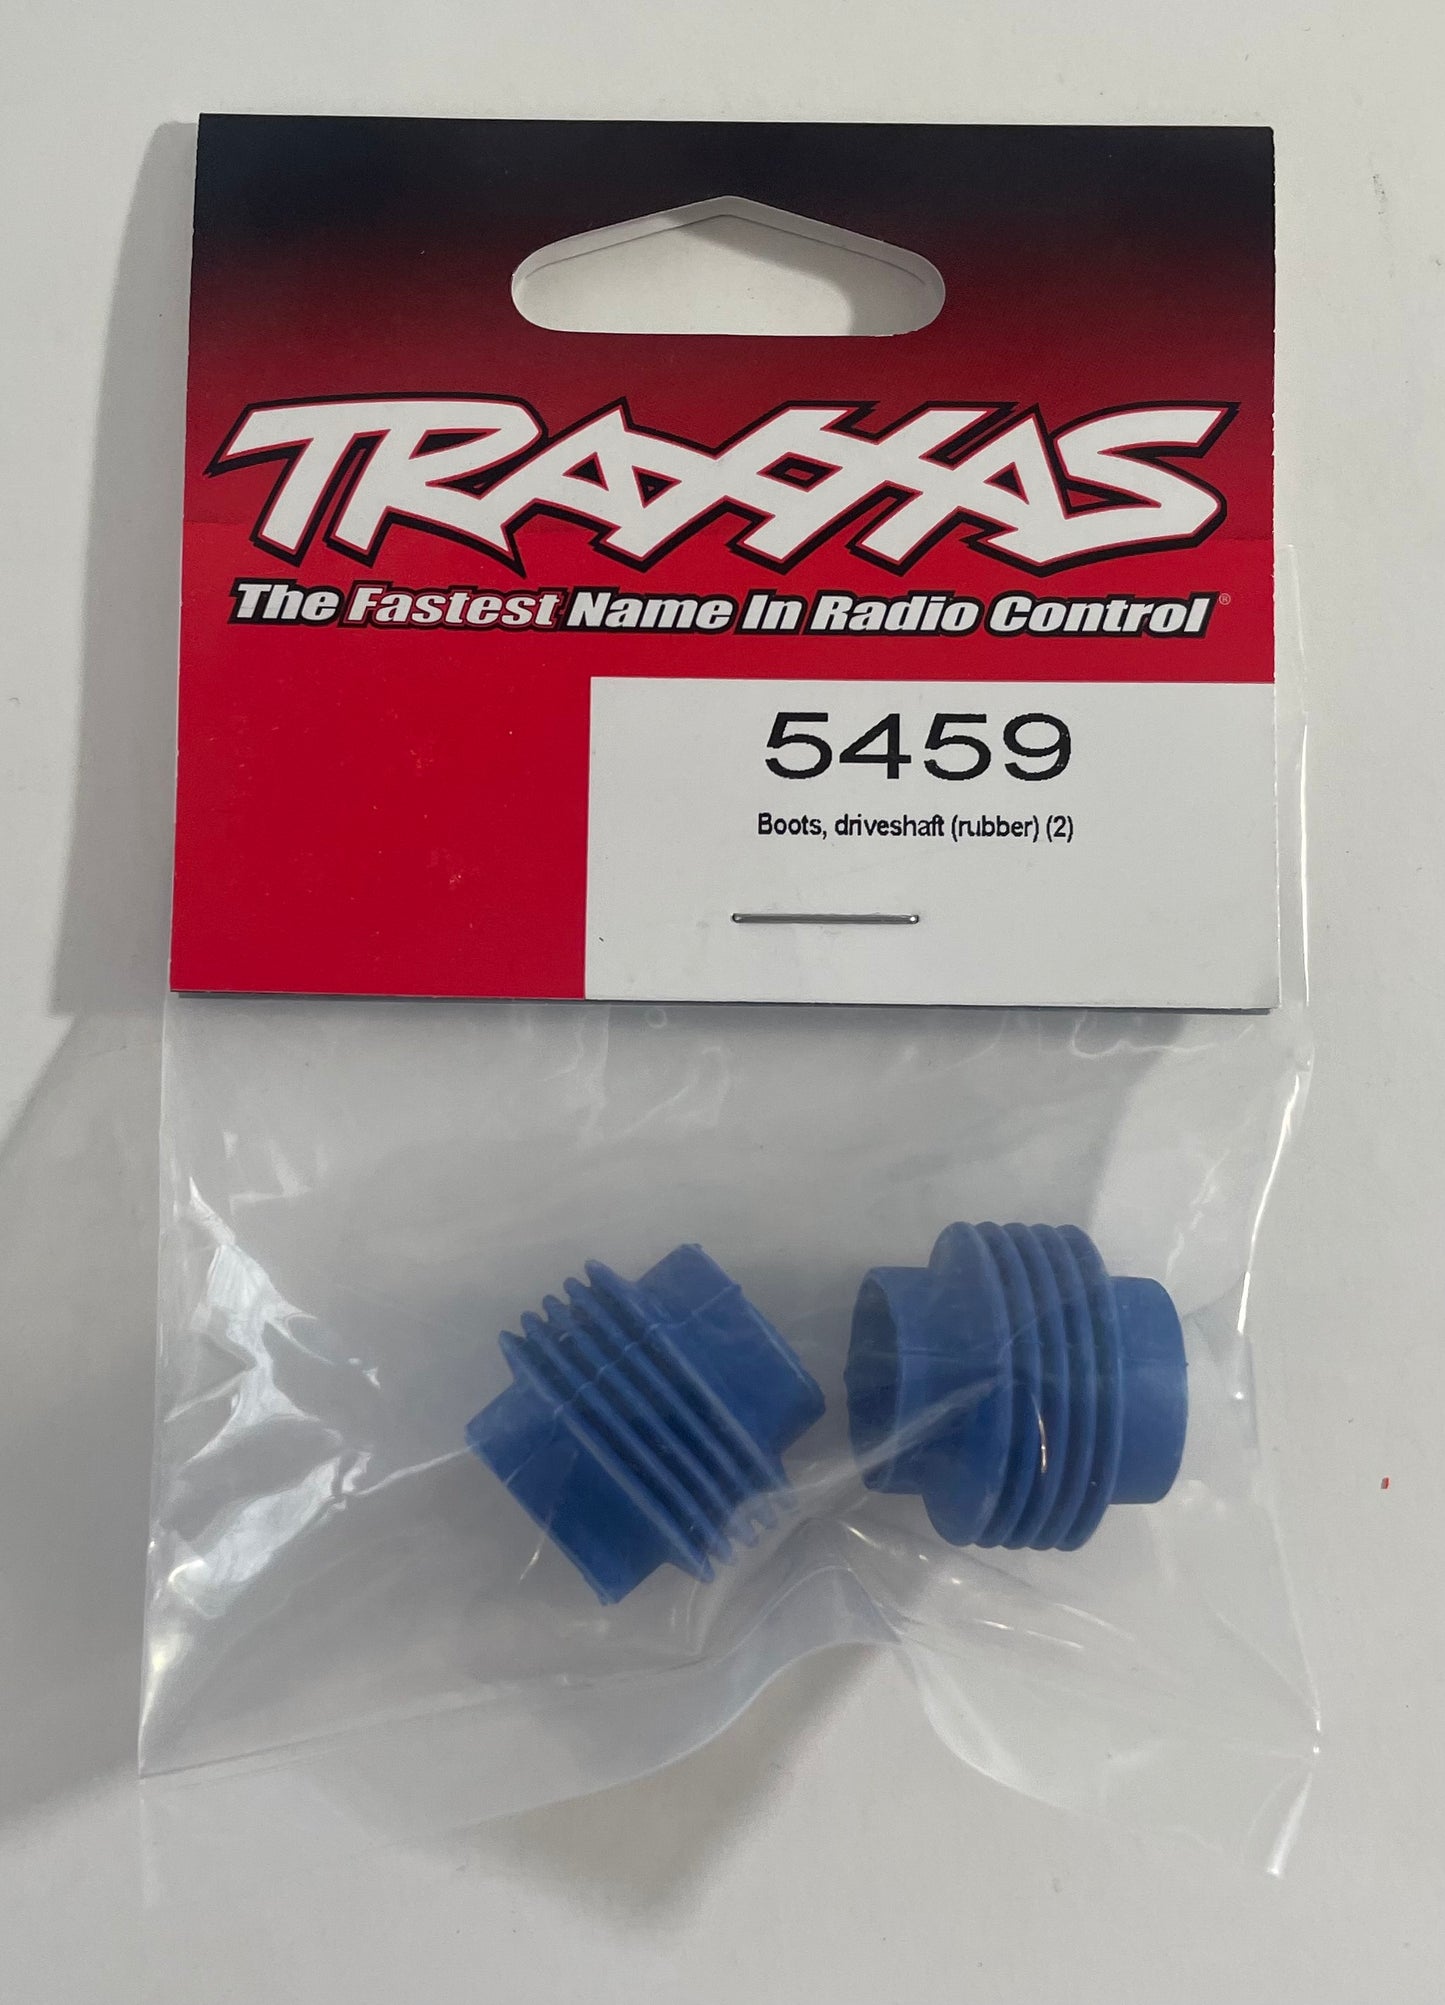 TRAXXAS
The Fastest Name In Radio Control®
5459
Boots, driveshaft (rubber) (2)